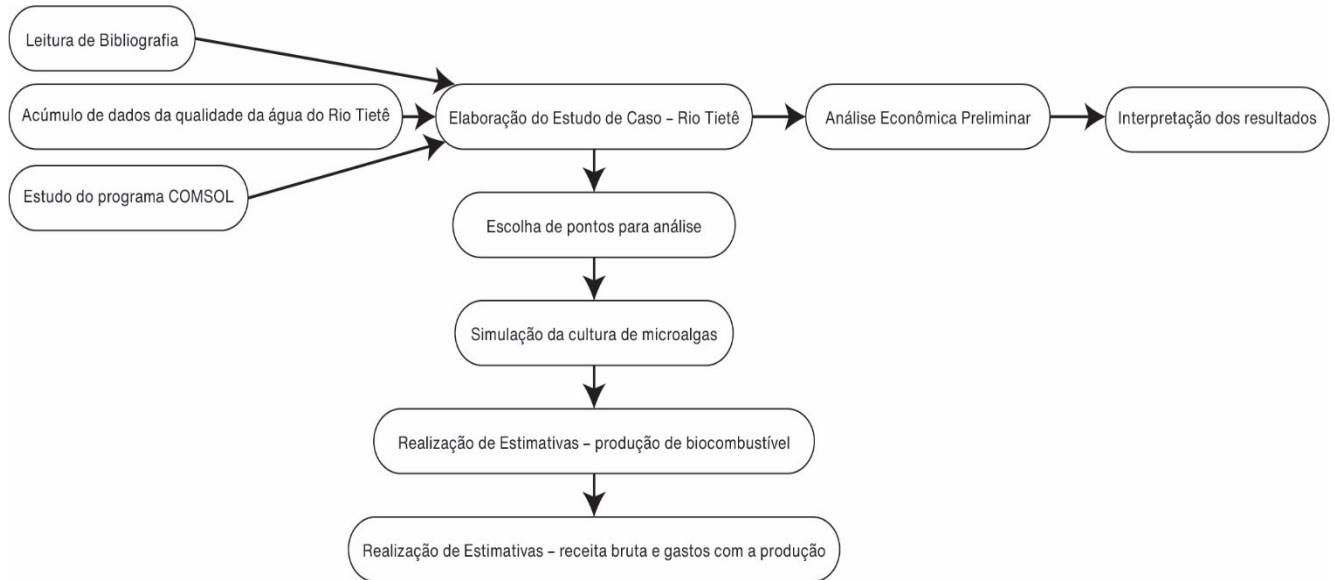 Leitura de Bibliografia
Acúmulo de dados da qualidade da água do Rio Tietê
Estudo do programa COMSOL
Elaboração do Estudo de Caso – Rio Tietê
Análise Econômica Preliminar
Interpretação dos resultados
Escolha de pontos para análise
Simulação da cultura de microalgas
Realização de Estimativas – produção de biocombustível
Realização de Estimativas – receita bruta e gastos com a produção